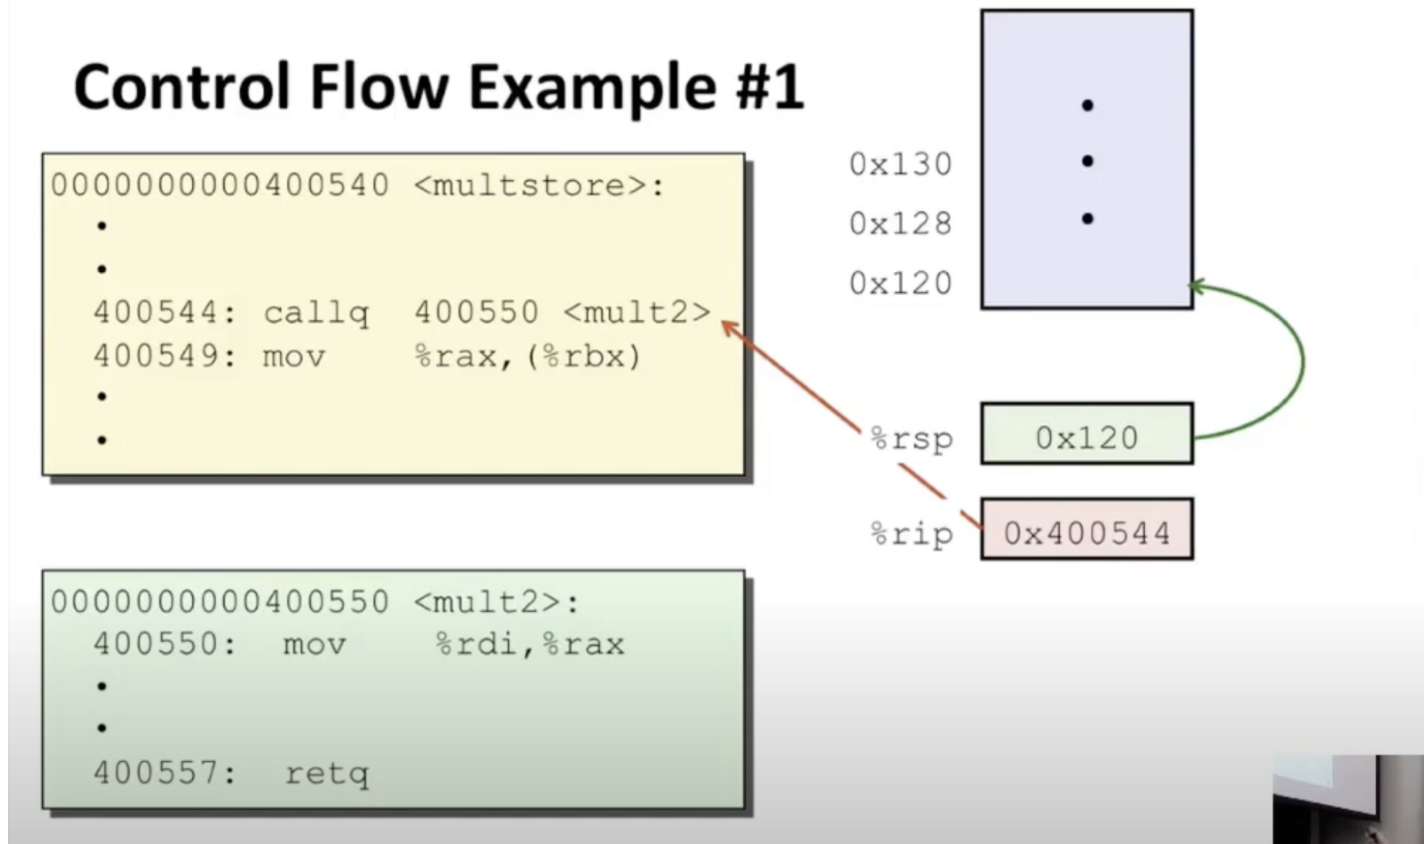 Control Flow Example #1
0000000000400540 <multstore>:
•
•
400544: callq 400550 <mult2>
400549: mov %rax,(%rbx)
•
•
0000000000400550 <mult2>:
400550: mov %rdi,%rax
•
•
400557: retq
•
•
•
0x130
0x128
0x120
%rsp 0x120
%rip 0x400544